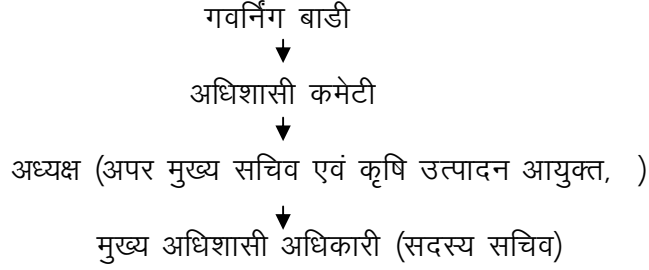 गवर्निंग बाडी
अधिशासी कमेटी
अध्यक्ष (अपर मुख्य सचिव एवं कृषि उत्पादन आयुक्त, )
मुख्य अधिशासी अधिकारी (सदस्य सचिव)